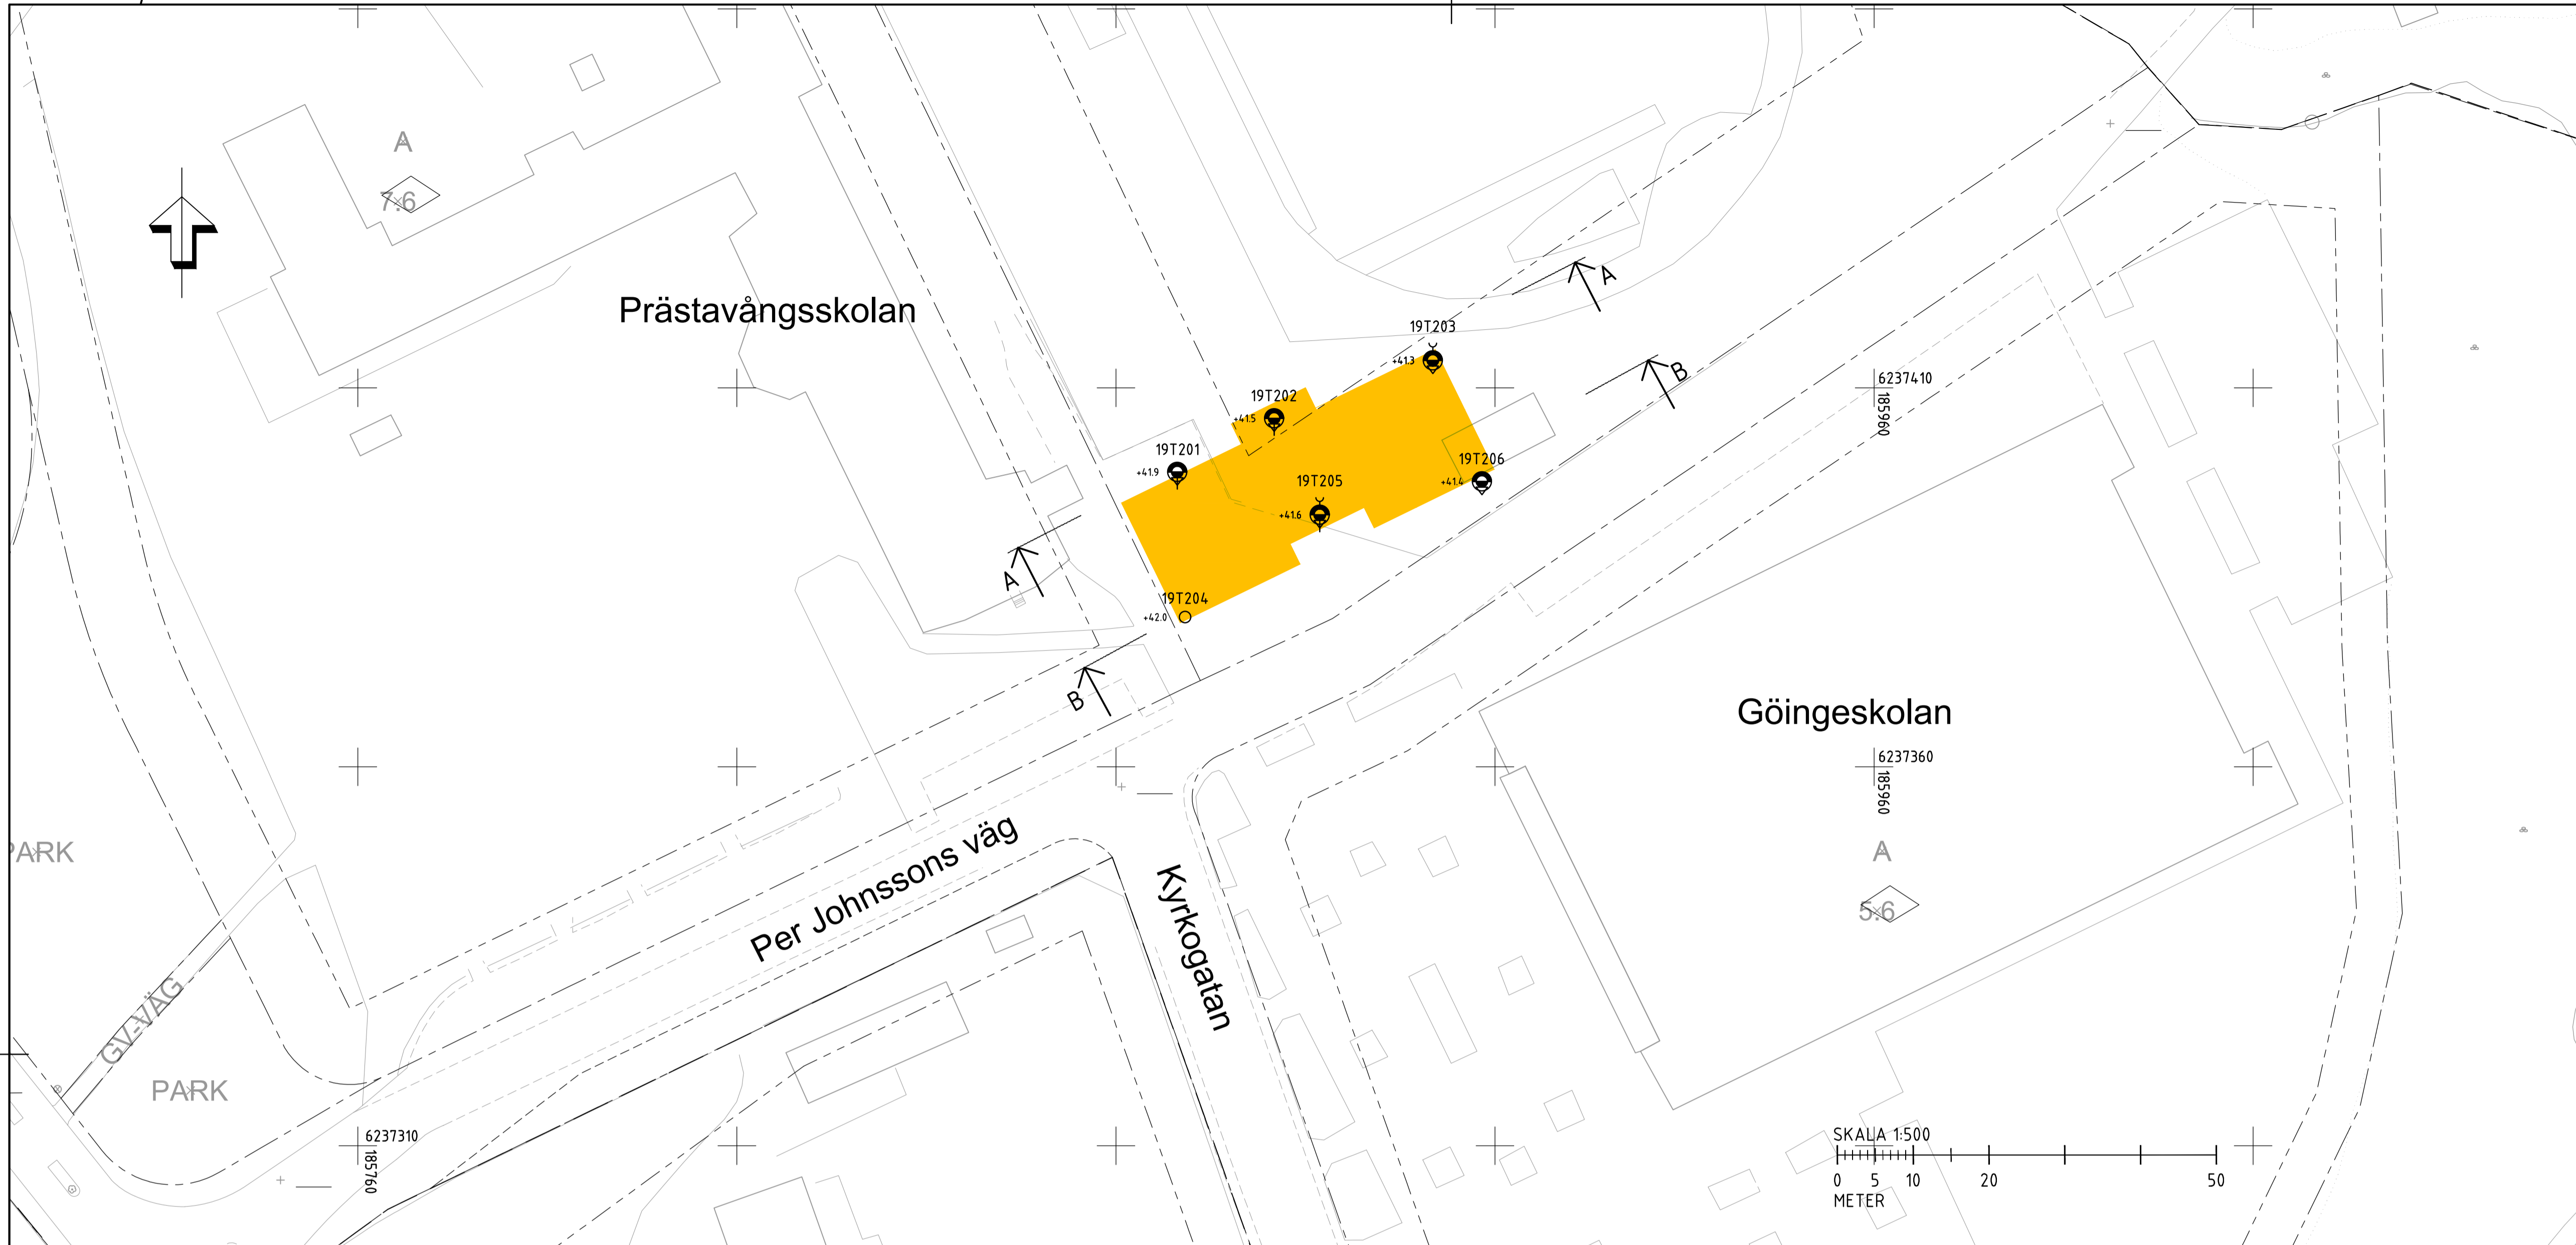 A
7:6
Prästavångsskolan
A
19T203
+41.3
B
6237410
185960
19T202
+41.5
19T201
+41.9
19T206
+41.4
19T205
+41.6
A
19T204
+42.0
B
Göingeskolan
6237360
185960
PARK
Per Johnssons väg
Kyrkogatan
A
5:6
GV-VÄG
PARK
6237310
185760
SKALA 1:500
0 5 10 20 50
METER